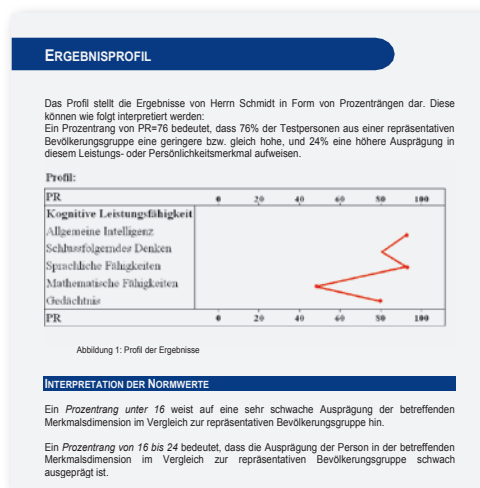 ERGEBNISPROFIL
Das Profil stellt die Ergebnisse von Herrn Schmidt in Form von Prozenträngen dar. Diese
können wie folgt interpretiert werden:
Ein Prozentrang von PR=76 bedeutet, dass 76% der Testpersonen aus einer repräsentativen
Bevölkerungsgruppe eine geringere bzw. gleich hohe, und 24% eine höhere Ausprägung in
diesem Leistungs- oder Persönlichkeitsmerkmal aufweisen.
Profil:
PR 0 20 40 60 80 100
Kognitive Leistungsfähigkeit
Allgemeine Intelligenz
Schlussfolgerndes Denken
Sprachliche Fähigkeiten
Mathematische Fähigkeiten
Gedächtnis
PR 0 20 40 60 80 100
Abbildung 1: Profil der Ergebnisse
INTERPRETATION DER NORMWERTE
Ein Prozentrang unter 16 weist auf eine sehr schwache Ausprägung der betreffenden
Merkmalsdimension im Vergleich zur repräsentativen Bevölkerungsgruppe hin.
Ein Prozentrang von 16 bis 24 bedeutet, dass die Ausprägung der Person in der betreffenden
Merkmalsdimension im Vergleich zur repräsentativen Bevölkerungsgruppe schwach
ausgeprägt ist.